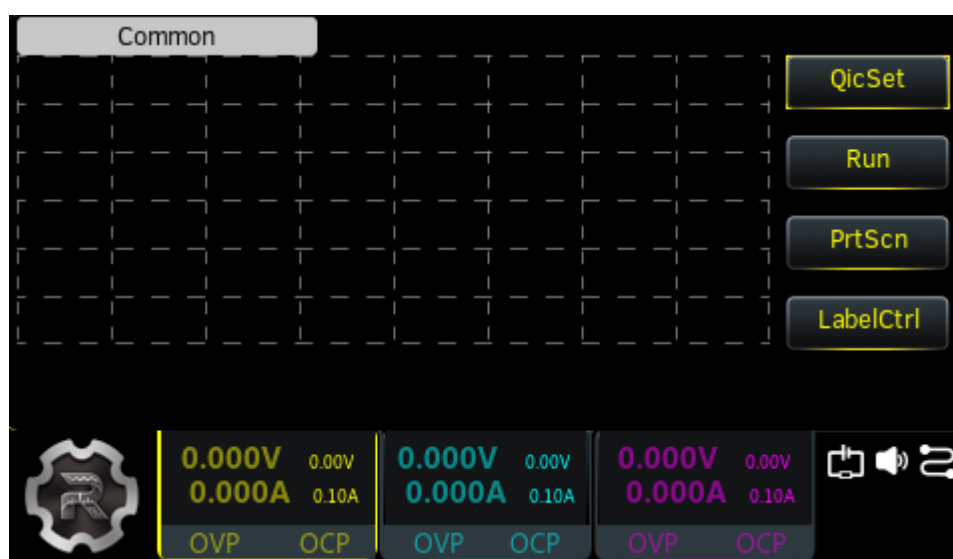 Common
QicSet
Run
PrtScn
LabelCtrl
0.000V 0.00V 0.000V 0.00V 0.000V 0.00V
0.000A 0.10A 0.000A 0.10A 0.000A 0.10A
OVP OCP OVP OCP OVP OCP
R